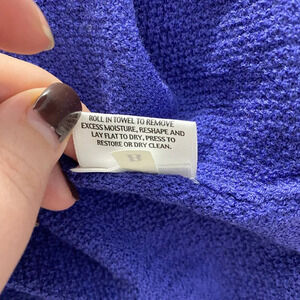 ROLL IN TOWEL TO REMOVE
EXCESS MOISTURE, RESHAPE AND
LAY FLAT TO DRY, PRESS TO
RESTORE OR DRY CLEAN.